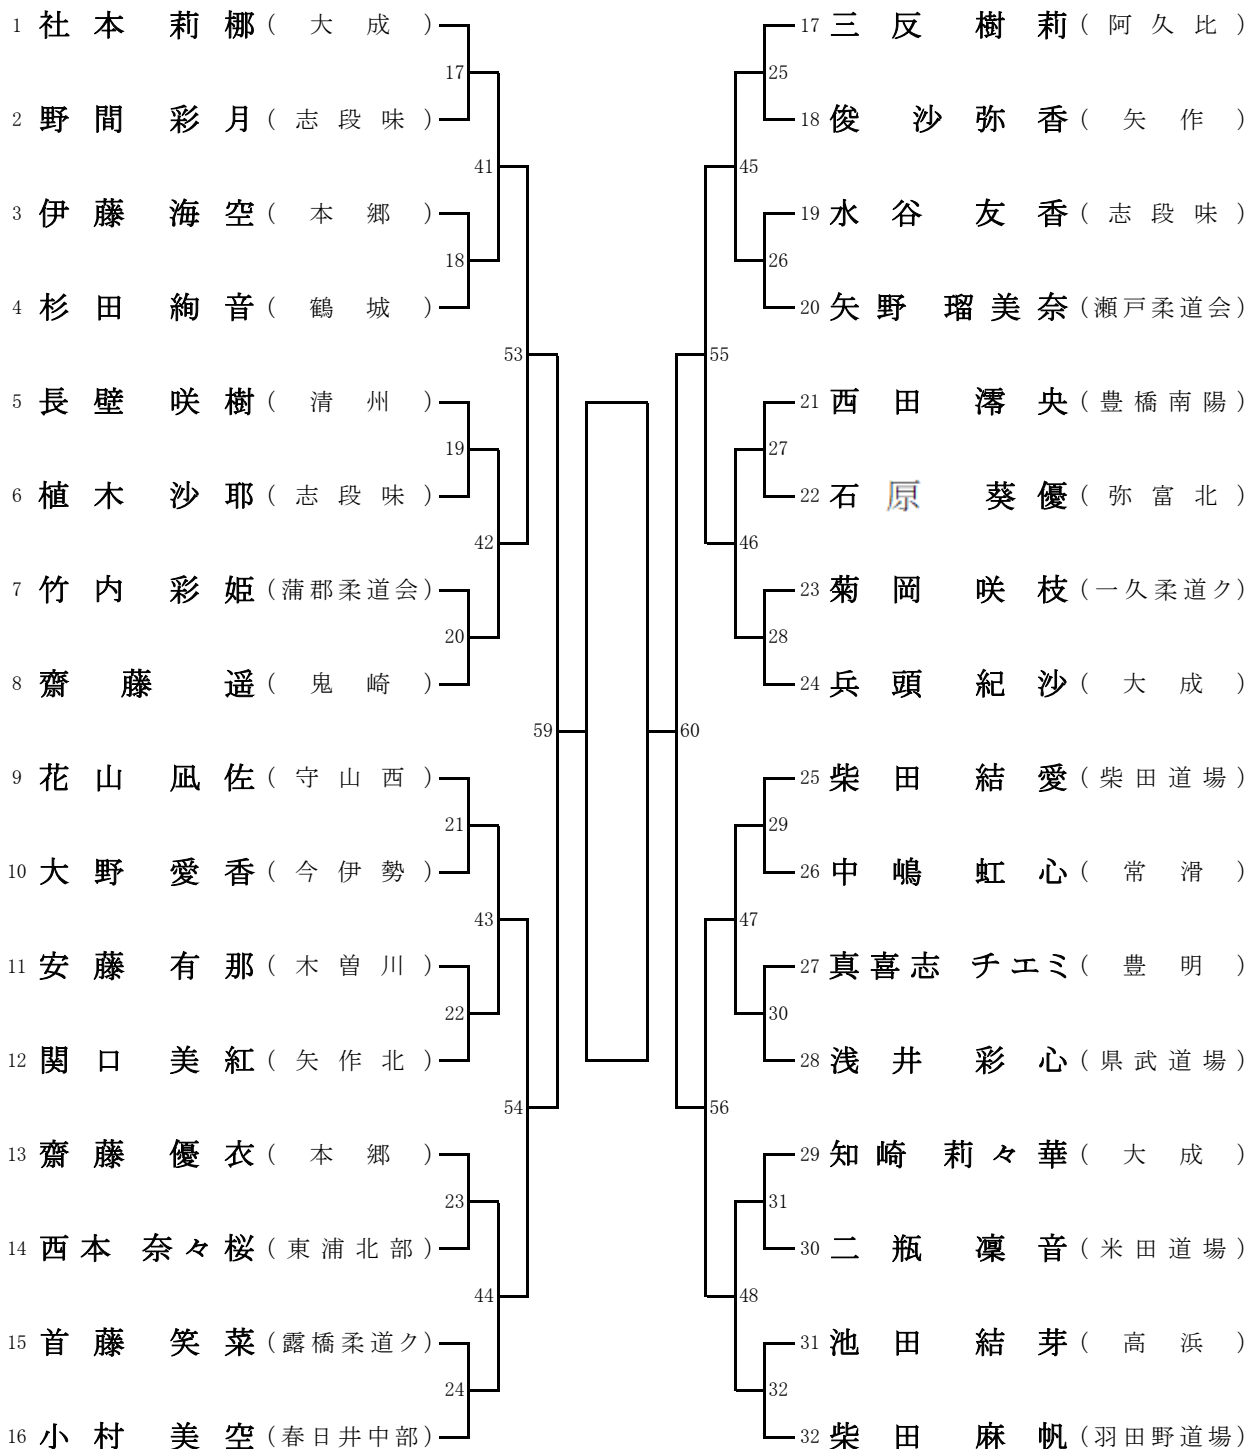 1 社本 莉梛 (大成)
17
2 野間 彩月 (志段味)
41
3 伊藤 海空 (本郷)
18
4 杉田 絢音 (鶴城)
53
5 長壁 咲樹 (清州)
19
6 植木 沙耶 (志段味)
42
7 竹内 彩姫 (蒲郡柔道会)
20
8 齋藤 遥 (鬼崎)
59
9 花山 凪佐 (守山西)
21
10 大野 愛香 (今伊勢)
43
11 安藤 有那 (木曽川)
22
12 関口 美紅 (矢作北)
54
13 齋藤 優衣 (本郷)
23
14 西本 奈々桜 (東浦北部)
44
15 首藤 笑菜 (露橋柔道ク)
24
16 小村 美空 (春日井中部)
17 三反 樹莉 (阿久比)
25
18 俊 沙弥香 (矢作)
45
19 水谷 友香 (志段味)
26
20 矢野 瑠美奈 (瀬戸柔道会)
55
21 西田 澪央 (豊橋南陽)
27
22 石原 葵優 (弥富北)
46
23 菊岡 咲枝 (一久柔道ク)
28
24 兵頭 紀沙 (大成)
60
25 柴田 結愛 (柴田道場)
29
26 中嶋 虹心 (常滑)
47
27 真喜志 チエミ (豊明)
30
28 浅井 彩心 (県武道場)
56
29 知崎 莉々華 (大成)
31
30 二瓶 凜音 (米田道場)
48
31 池田 結芽 (高浜)
32
32 柴田 麻帆 (羽田野道場)